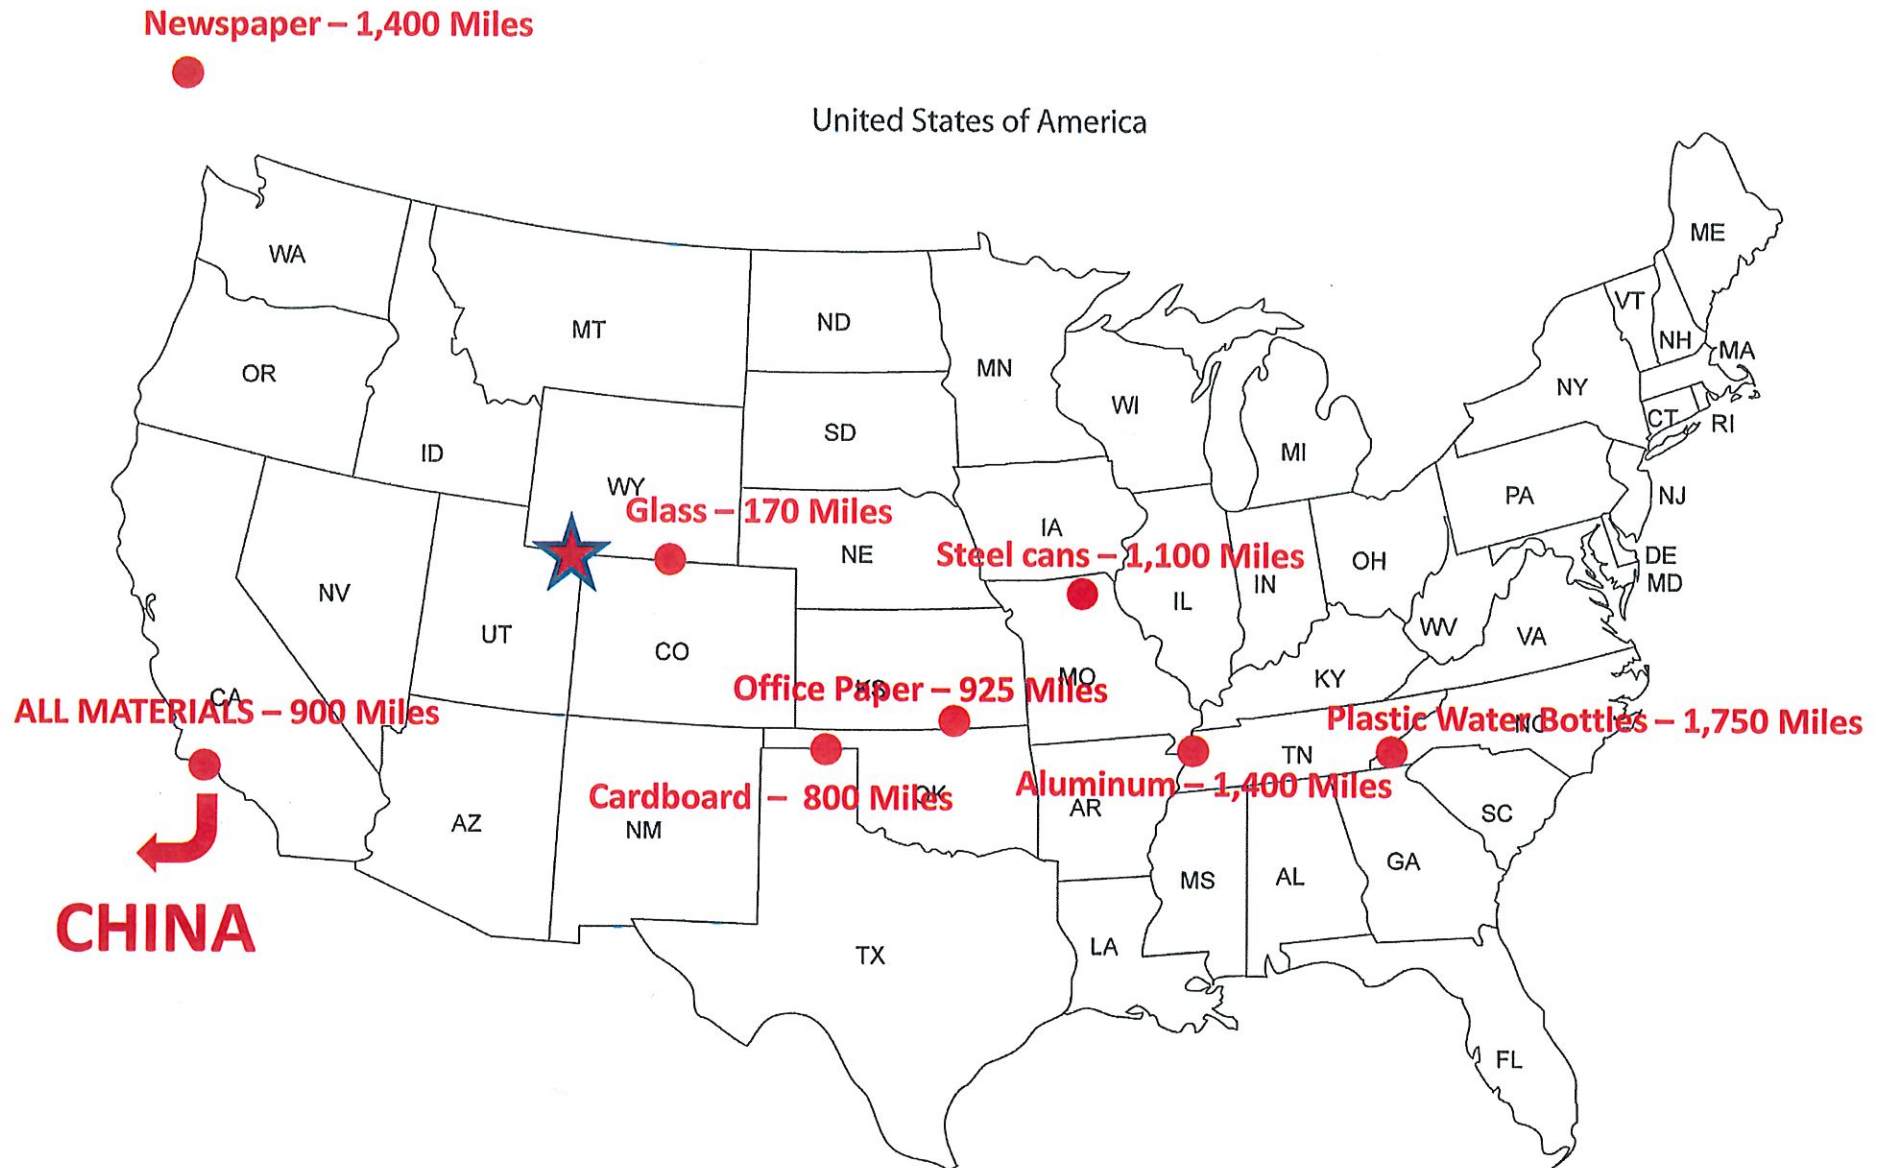 Newspaper – 1,400 Miles
United States of America
ME
WA
VT
MT
ND
NH
MA
MN
OR
NY
WI
CT
RI
SD
ID
MI
WY
PA
NJ
Glass – 170 Miles
IA
NE
Steel cans – 1,100 Miles
OH
DE
IN
MD
NV
IL
WV
UT
VA
CO
MO
KY
KS
Office Paper – 925 Miles
CA
ALL MATERIALS – 900 Miles
Plastic Water Bottles – 1,750 Miles
NC
TN
Aluminum – 1,400 Miles
Cardboard – 800 Miles
OK
AR
SC
AZ
NM
GA
MS
AL
CHINA
LA
TX
FL